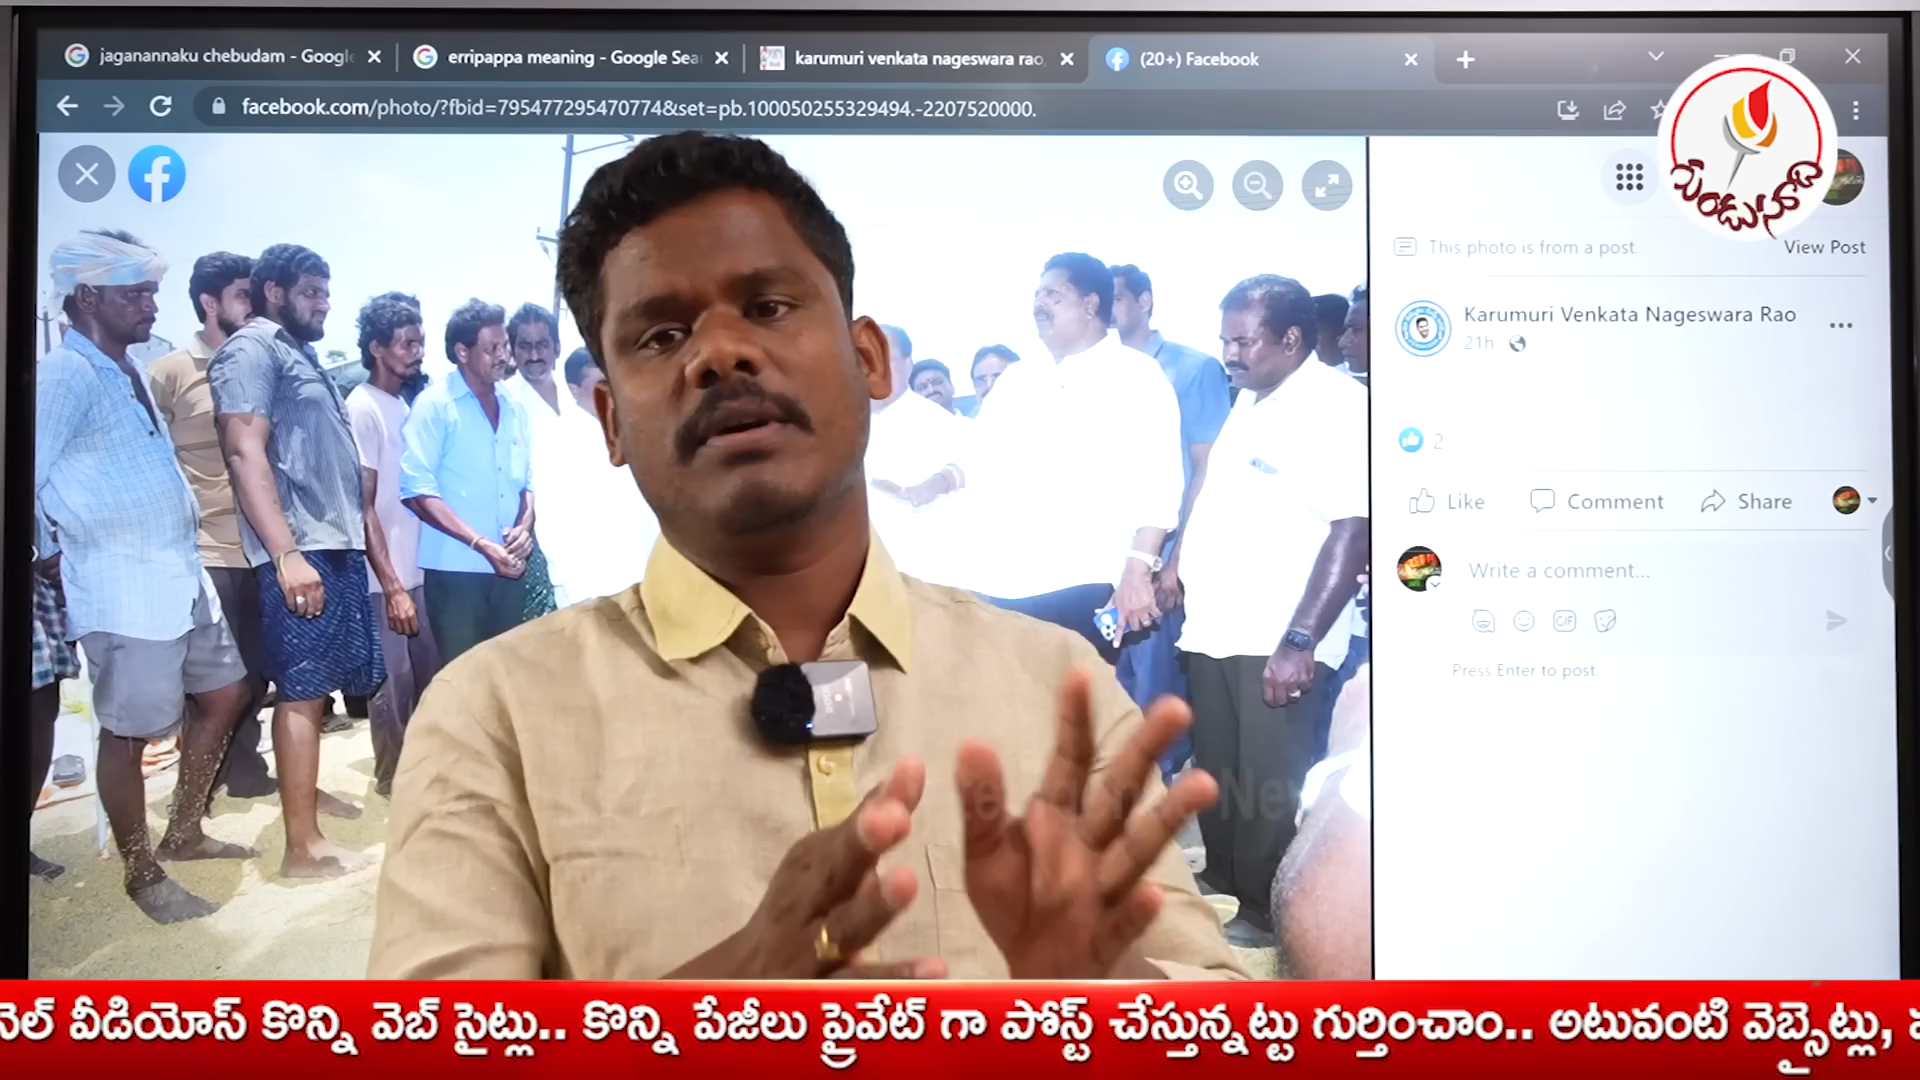 jaganannaku chebudam - Google
erripappa meaning - Google Sea
karumuri venkata nageswara rao,
(20+) Facebook
facebook.com/photo/?fbid=795477295470774&set=pb.100050255329494.-2207520000.
This photo is from a post.
View Post
Karumuri Venkata Nageswara Rao
21h
2
Like
Comment
Share
Write a comment...
GIF
Press Enter to post.
నెల్ వీడియోస్ కొన్ని వెబ్ సైట్లు.. కొన్ని పేజీలు ప్రైవేట్ గా పోస్ట్ చేస్తున్నట్టు గుర్తించాం.. అటువంటి వెబ్సైట్లు,